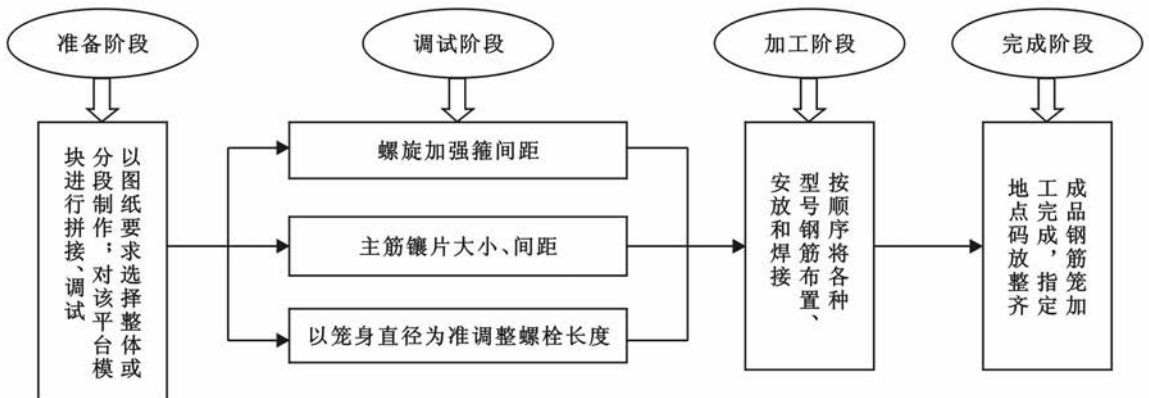 准备阶段
调试阶段
加工阶段
完成阶段
以图纸要求选择整体或
分段制作；对该平台模
块进行拼接、调试
螺旋加强箍间距
主筋镶片大小、间距
以笼身直径为准调整螺栓长度
按顺序将各种
型号钢筋布置、
安放和焊接
成品钢筋笼加
工完成，指定
地点码放整齐